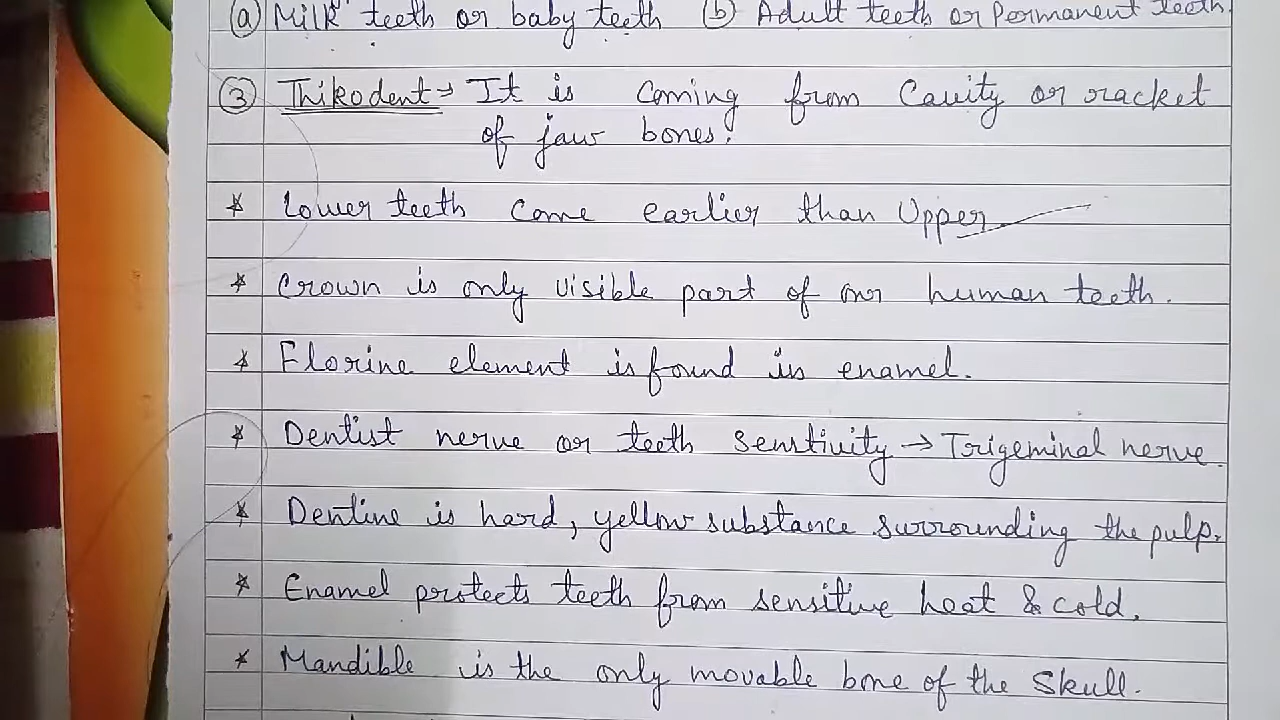 (a) Milk teeth or baby teeth (b) Adult teeth or Permanent teeth.
(3) Thikodent → It is coming from Cavity or sracket
of jaw bones.
* Lower teeth come earlier than Upper
* Crown is only visible part of our human teeth.
* Florine element is found in enamel.
* Dentist nerve or teeth senstivity → Trigeminal nerve.
* Dentine is hard, yellow substance surrounding the pulp.
* Enamel protects teeth from sensitive heat & cold.
* Mandible is the only movable bone of the Skull.